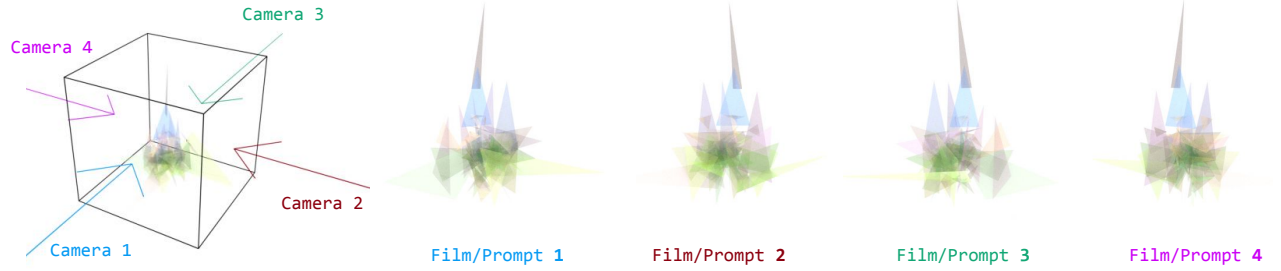 Camera 3
Camera 4
Camera 2
Camera 1
Film/Prompt 1
Film/Prompt 2
Film/Prompt 3
Film/Prompt 4